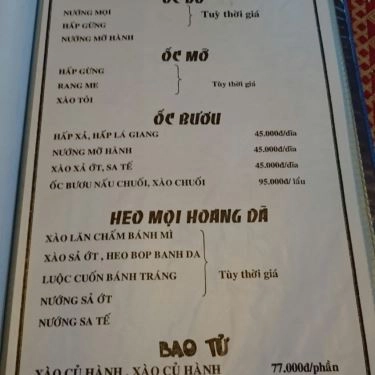 ỐC
NƯỚNG MỌI
HẤP GỪNG
NƯỚNG MỠ HÀNH
Tuỳ thời giá
ỐC MỠ
HẤP GỪNG
RANG ME
XÀO TỎI
Tùy thời giá
ỐC BƯƠU
HẤP XẢ, HẤP LÁ GIANG 45.000đ/dĩa
NƯỚNG MỠ HÀNH 45.000đ/dĩa
XÀO XẢ ỚT, SA TẾ 45.000đ/dĩa
ỐC BƯƠU NẤU CHUỐI, XÀO CHUỐI 95.000đ/ lẩu
HEO MỌI HOANG DÃ
XÀO LĂN CHẤM BÁNH MÌ
XÀO SẢ ỚT , HEO BOP BANH DA
LUỘC CUỐN BÁNH TRÁNG
NƯỚNG SẢ ỚT
NƯỚNG SA TẾ
Tùy thời giá
BAO TỬ
XÀO CỦ HÀNH , XÀO CỦ HÀNH 77.000đ/phần